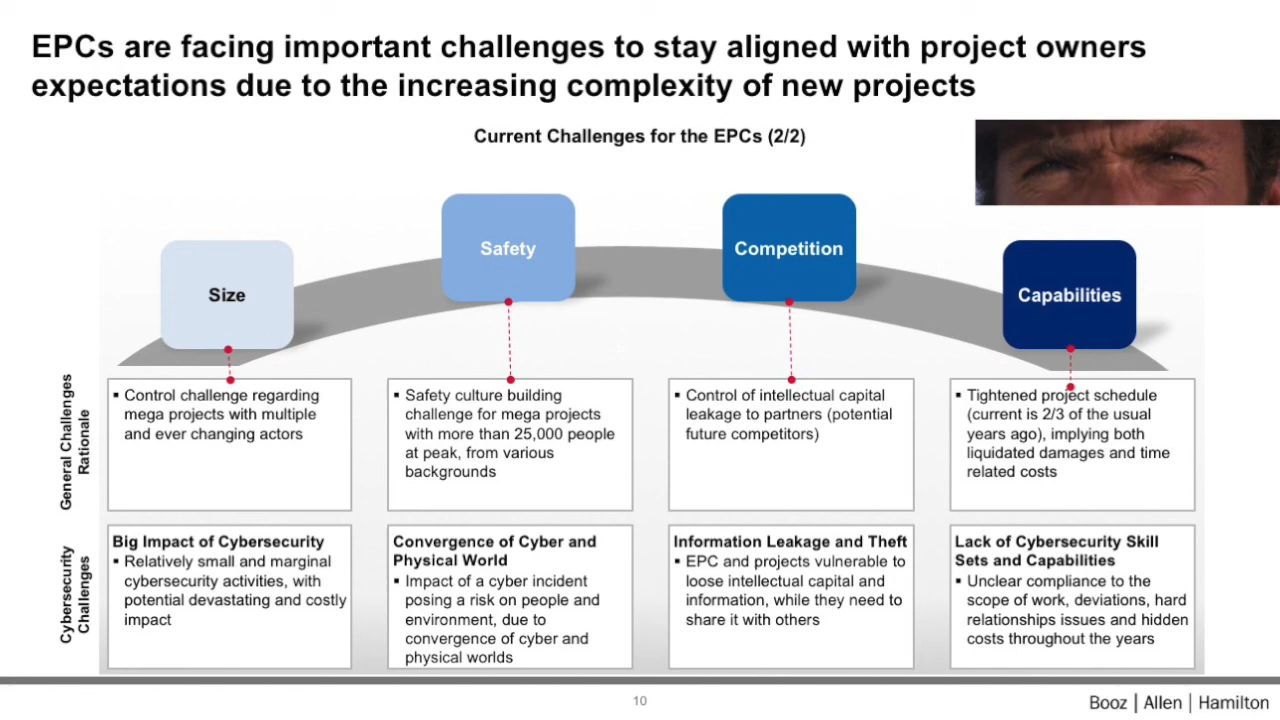 EPCs are facing important challenges to stay aligned with project owners
expectations due to the increasing complexity of new projects
Current Challenges for the EPCs (2/2)
Size
Safety
Competition
Capabilities
General Challenges
Rationale
▪ Control challenge regarding
mega projects with multiple
and ever changing actors
▪ Safety culture building
challenge for mega projects
with more than 25,000 people
at peak, from various
backgrounds
▪ Control of intellectual capital
leakage to partners (potential
future competitors)
▪ Tightened project schedule
(current is 2/3 of the usual
years ago), implying both
liquidated damages and time
related costs
Cybersecurity
Challenges
Big Impact of Cybersecurity
▪ Relatively small and marginal
cybersecurity activities, with
potential devastating and costly
impact
Convergence of Cyber and
Physical World
▪ Impact of a cyber incident
posing a risk on people and
environment, due to
convergence of cyber and
physical worlds
Information Leakage and Theft
▪ EPC and projects vulnerable to
loose intellectual capital and
information, while they need to
share it with others
Lack of Cybersecurity Skill
Sets and Capabilities
▪ Unclear compliance to the
scope of work, deviations, hard
relationships issues and hidden
costs throughout the years
10
Booz | Allen | Hamilton